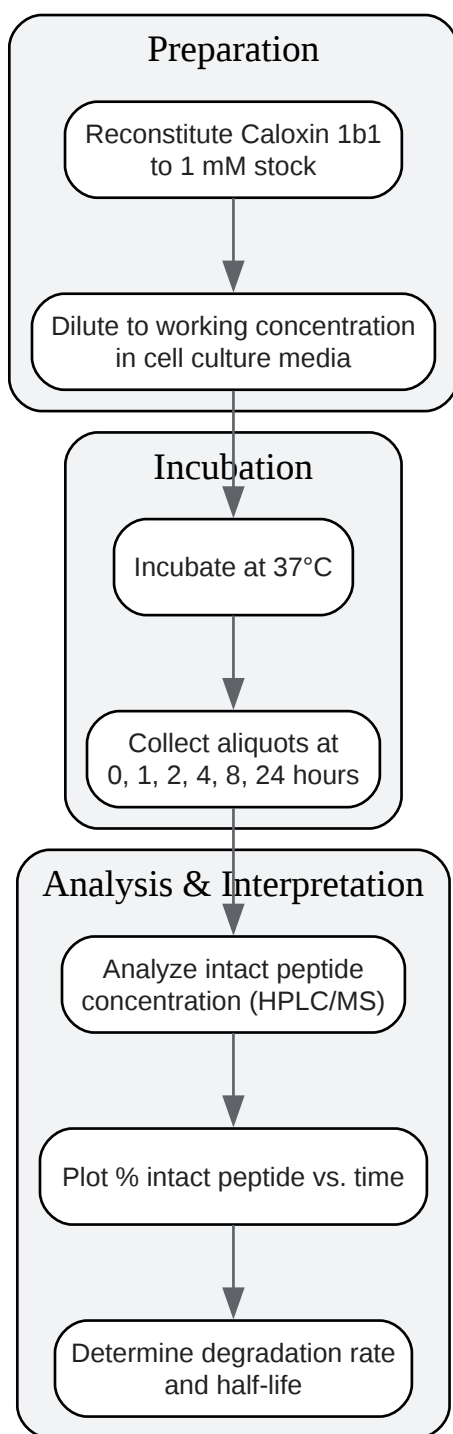 Preparation
Reconstitute Caloxin 1b1
to 1 mM stock
Dilute to working concentration
in cell culture media
Incubation
Incubate at 37°C
Collect aliquots at
0, 1, 2, 4, 8, 24 hours
Analysis & Interpretation
Analyze intact peptide
concentration (HPLC/MS)
Plot % intact peptide vs. time
Determine degradation rate
and half-life